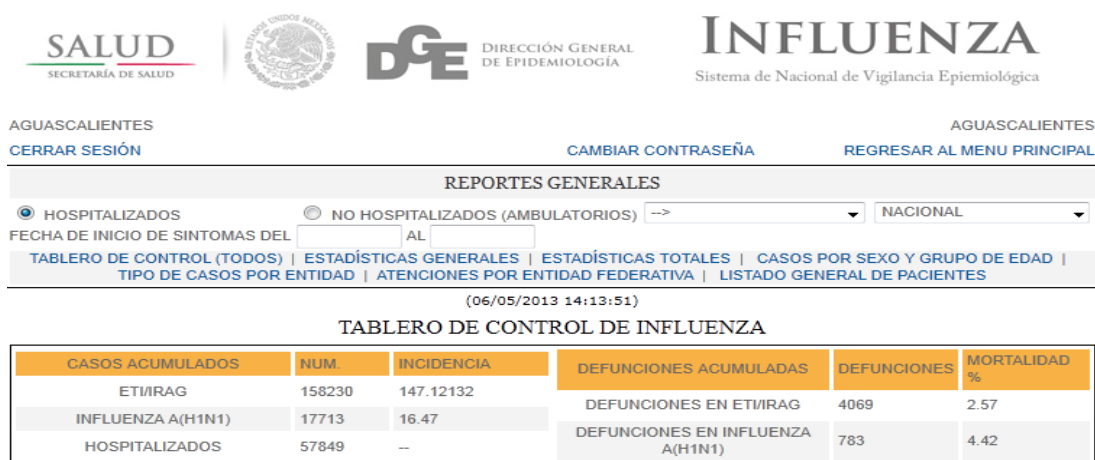 SALUD
SECRETARÍA DE SALUD
ESTADOS UNIDOS MEXICANOS
DGE
DIRECCIÓN GENERAL
DE EPIDEMIOLOGÍA
INFLUENZA
Sistema de Nacional de Vigilancia Epiemiológica
AGUASCALIENTES AGUASCALIENTES
CERRAR SESIÓN CAMBIAR CONTRASEÑA REGRESAR AL MENU PRINCIPAL
REPORTES GENERALES
HOSPITALIZADOS NO HOSPITALIZADOS (AMBULATORIOS) --> NACIONAL
FECHA DE INICIO DE SINTOMAS DEL AL
TABLERO DE CONTROL (TODOS) | ESTADÍSTICAS GENERALES | ESTADÍSTICAS TOTALES | CASOS POR SEXO Y GRUPO DE EDAD |
TIPO DE CASOS POR ENTIDAD | ATENCIONES POR ENTIDAD FEDERATIVA | LISTADO GENERAL DE PACIENTES
(06/05/2013 14:13:51)
TABLERO DE CONTROL DE INFLUENZA
CASOS ACUMULADOS NUM. INCIDENCIA
ETI/IRAG 158230 147.12132
INFLUENZA A(H1N1) 17713 16.47
HOSPITALIZADOS 57849 --
DEFUNCIONES ACUMULADAS DEFUNCIONES MORTALIDAD
%
DEFUNCIONES EN ETI/IRAG 4069 2.57
DEFUNCIONES EN INFLUENZA
A(H1N1) 783 4.42